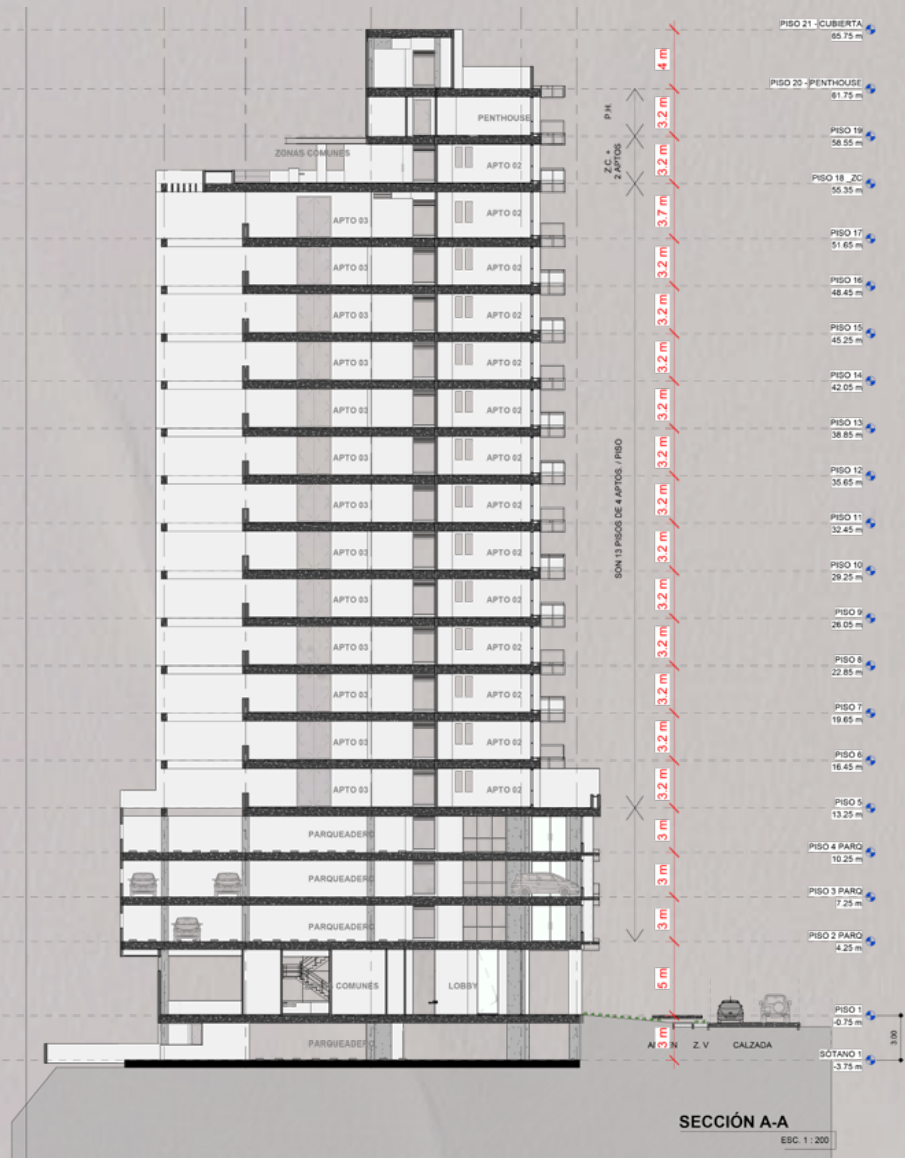 PISO 21 - CUBIERTA
65.75 m
4 m
PISO 20 - PENTHOUSE
61.75 m
P.H.
3.2 m
PENTHOUSE
PISO 19
58.55 m
ZONAS COMUNES
APTO 02
Z.C. +
2 APTOS
3.2 m
PISO 18 _ZC
55.35 m
APTO 03
APTO 02
3.7 m
PISO 17
51.65 m
APTO 03
APTO 02
3.2 m
PISO 16
48.45 m
APTO 03
APTO 02
3.2 m
PISO 15
45.25 m
APTO 03
APTO 02
3.2 m
PISO 14
42.05 m
APTO 03
APTO 02
3.2 m
PISO 13
38.85 m
APTO 03
APTO 02
3.2 m
PISO 12
35.65 m
SON 13 PISOS DE 4 APTOS. / PISO
APTO 03
APTO 02
3.2 m
PISO 11
32.45 m
APTO 03
APTO 02
3.2 m
PISO 10
29.25 m
APTO 03
APTO 02
3.2 m
PISO 9
26.05 m
APTO 03
APTO 02
3.2 m
PISO 8
22.85 m
APTO 03
APTO 02
3.2 m
PISO 7
19.65 m
APTO 03
APTO 02
3.2 m
PISO 6
16.45 m
APTO 03
APTO 02
3.2 m
PISO 5
13.25 m
PARQUEADERO
3 m
PISO 4 PARQ
10.25 m
PARQUEADERO
3 m
PISO 3 PARQ
7.25 m
PARQUEADERO
3 m
PISO 2 PARQ
4.25 m
COMUNES
LOBBY
5 m
PISO 1
-0.75 m
PARQUEADERO
3 m
Z. V
CALZADA
3.00
SÓTANO 1
-3.75 m
SECCIÓN A-A
ESC. 1 : 200